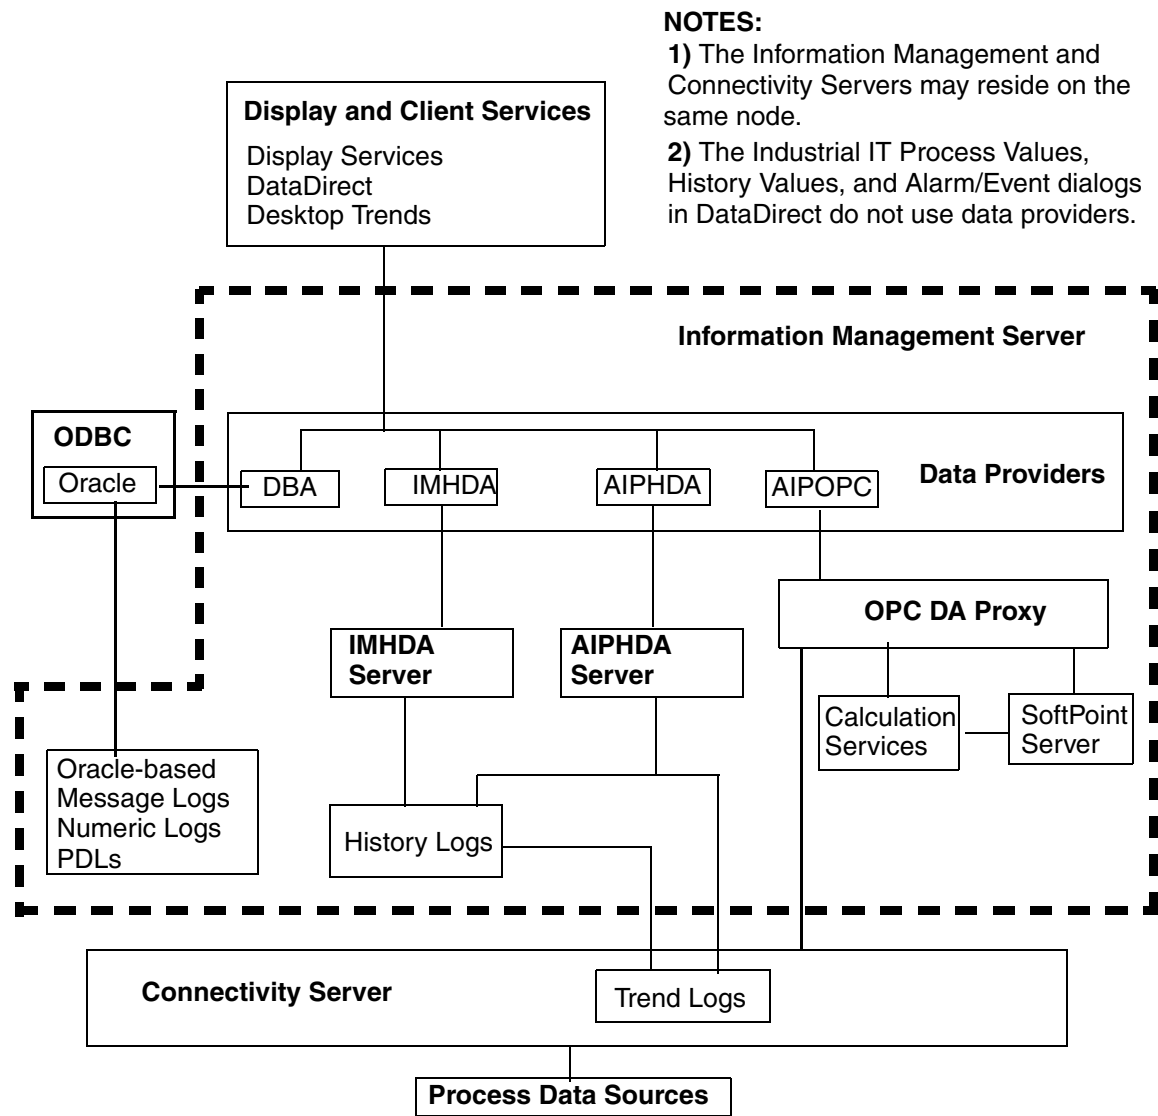 NOTES:
1) The Information Management and
Connectivity Servers may reside on the
same node.
2) The Industrial IT Process Values,
History Values, and Alarm/Event dialogs
in DataDirect do not use data providers.
Display and Client Services
Display Services
DataDirect
Desktop Trends
Information Management Server
ODBC
Oracle
DBA
IMHDA
AIPHDA
AIPOPC
Data Providers
OPC DA Proxy
IMHDA
Server
AIPHDA
Server
Calculation
Services
SoftPoint
Server
Oracle-based
Message Logs
Numeric Logs
PDLs
History Logs
Connectivity Server
Trend Logs
Process Data Sources